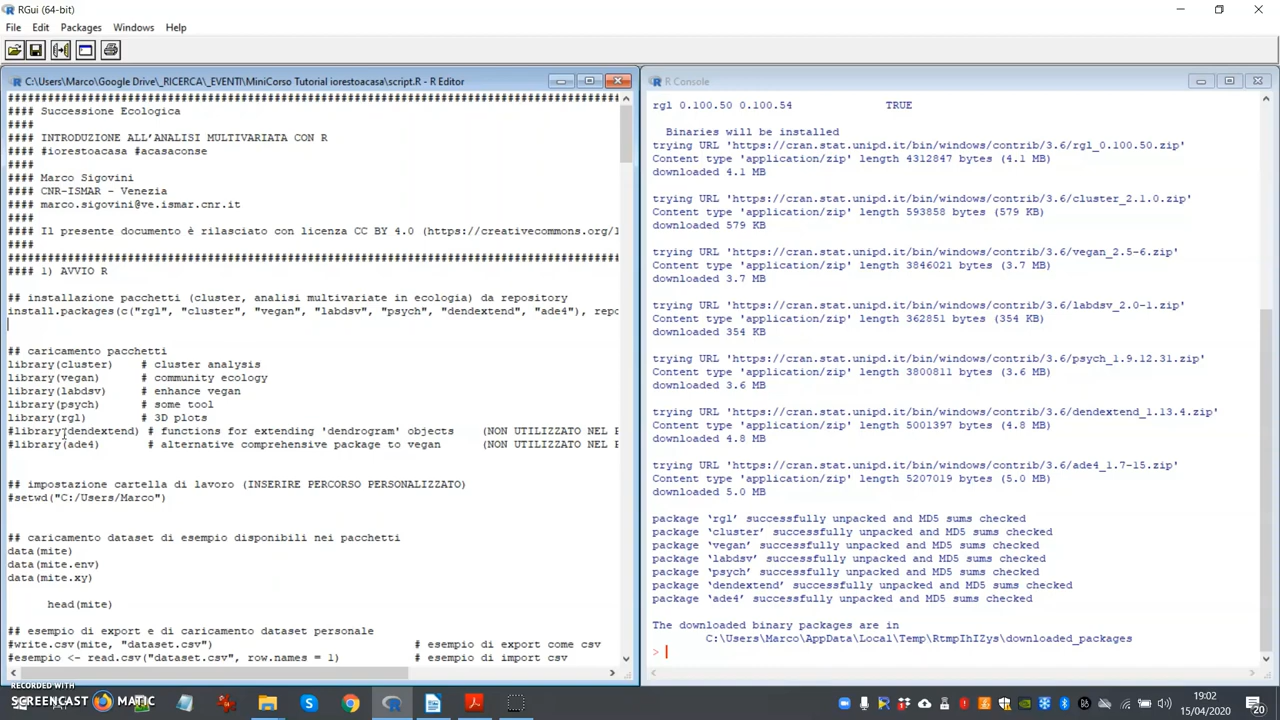 RGui (64-bit)
File Edit Packages Windows Help
C:\Users\Marco\Google Drive\_RICERCA\_EVENTI\MiniCorso Tutorial iorestoacasa\script.R - R Editor
############################################################################################
#### Successione Ecologica
####
#### INTRODUZIONE ALL'ANALISI MULTIVARIATA CON R
#### #iorestoacasa #acasaconse
####
#### Marco Sigovini
#### CNR-ISMAR - Venezia
#### marco.sigovini@ve.ismar.cnr.it
####
#### Il presente documento è rilasciato con licenza CC BY 4.0 (https://creativecommons.org/l
####
############################################################################################
#### 1) AVVIO R
## installazione pacchetti (cluster, analisi multivariate in ecologia) da repository
install.packages(c("rgl", "cluster", "vegan", "labdsv", "psych", "dendextend", "ade4"), repo
## caricamento pacchetti
library(cluster) # cluster analysis
library(vegan) # community ecology
library(labdsv) # enhance vegan
library(psych) # some tool
library(rgl) # 3D plots
#library(dendextend) # functions for extending 'dendrogram' objects (NON UTILIZZATO NEL P
#library(ade4) # alternative comprehensive package to vegan (NON UTILIZZATO NEL P
## impostazione cartella di lavoro (INSERIRE PERCORSO PERSONALIZZATO)
#setwd("C:/Users/Marco")
## caricamento dataset di esempio disponibili nei pacchetti
data(mite)
data(mite.env)
data(mite.xy)
head(mite)
## esempio di export e di caricamento dataset personale
#write.csv(mite, "dataset.csv") # esempio di export come csv
#esempio <- read.csv("dataset.csv", row.names = 1) # esempio di import csv
R Console
rgl 0.100.50 0.100.54 TRUE
Binaries will be installed
trying URL 'https://cran.stat.unipd.it/bin/windows/contrib/3.6/rgl_0.100.50.zip'
Content type 'application/zip' length 4312847 bytes (4.1 MB)
downloaded 4.1 MB
trying URL 'https://cran.stat.unipd.it/bin/windows/contrib/3.6/cluster_2.1.0.zip'
Content type 'application/zip' length 593858 bytes (579 KB)
downloaded 579 KB
trying URL 'https://cran.stat.unipd.it/bin/windows/contrib/3.6/vegan_2.5-6.zip'
Content type 'application/zip' length 3846021 bytes (3.7 MB)
downloaded 3.7 MB
trying URL 'https://cran.stat.unipd.it/bin/windows/contrib/3.6/labdsv_2.0-1.zip'
Content type 'application/zip' length 362851 bytes (354 KB)
downloaded 354 KB
trying URL 'https://cran.stat.unipd.it/bin/windows/contrib/3.6/psych_1.9.12.31.zip'
Content type 'application/zip' length 3800811 bytes (3.6 MB)
downloaded 3.6 MB
trying URL 'https://cran.stat.unipd.it/bin/windows/contrib/3.6/dendextend_1.13.4.zip'
Content type 'application/zip' length 5001397 bytes (4.8 MB)
downloaded 4.8 MB
trying URL 'https://cran.stat.unipd.it/bin/windows/contrib/3.6/ade4_1.7-15.zip'
Content type 'application/zip' length 5207019 bytes (5.0 MB)
downloaded 5.0 MB
package ‘rgl’ successfully unpacked and MD5 sums checked
package ‘cluster’ successfully unpacked and MD5 sums checked
package ‘vegan’ successfully unpacked and MD5 sums checked
package ‘labdsv’ successfully unpacked and MD5 sums checked
package ‘psych’ successfully unpacked and MD5 sums checked
package ‘dendextend’ successfully unpacked and MD5 sums checked
package ‘ade4’ successfully unpacked and MD5 sums checked
The downloaded binary packages are in
C:\Users\Marco\AppData\Local\Temp\RtmpIhIZys\downloaded_packages
>
RECORDED WITH
SCREENCAST MATIC
19:02
15/04/2020
20